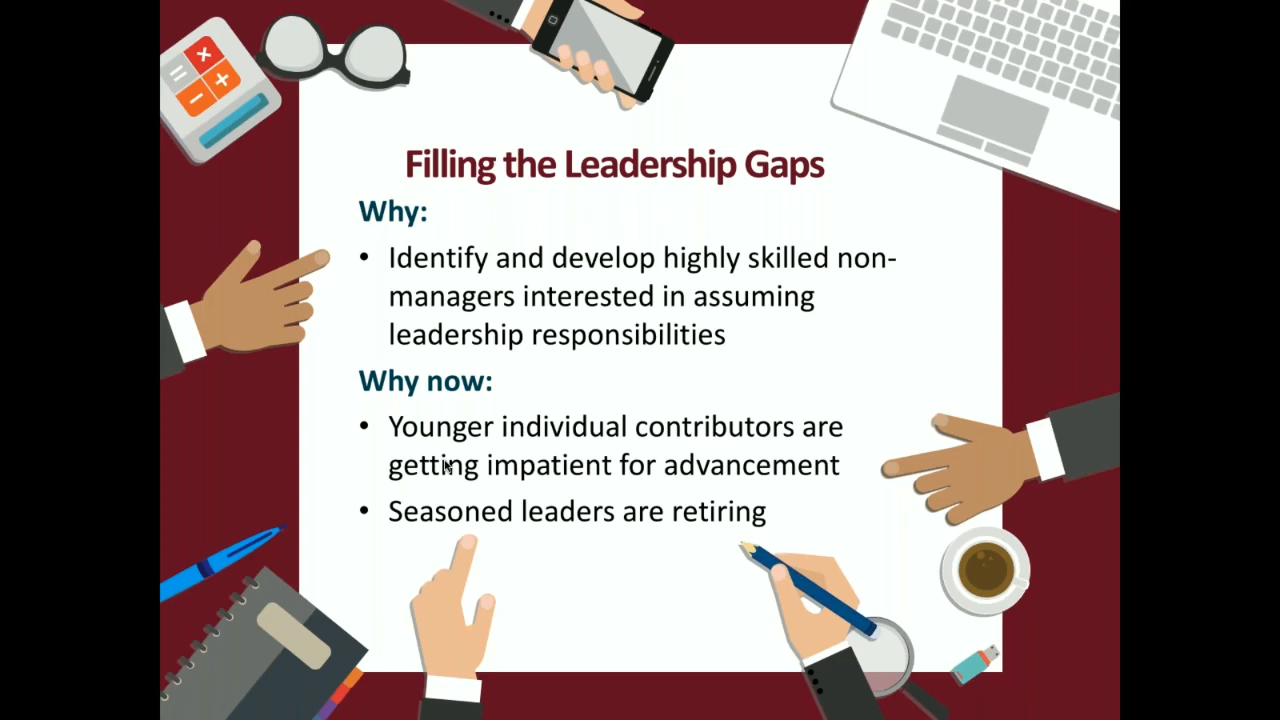 Filling the Leadership Gaps
Why:
• Identify and develop highly skilled non-
managers interested in assuming
leadership responsibilities
Why now:
• Younger individual contributors are
getting impatient for advancement
• Seasoned leaders are retiring